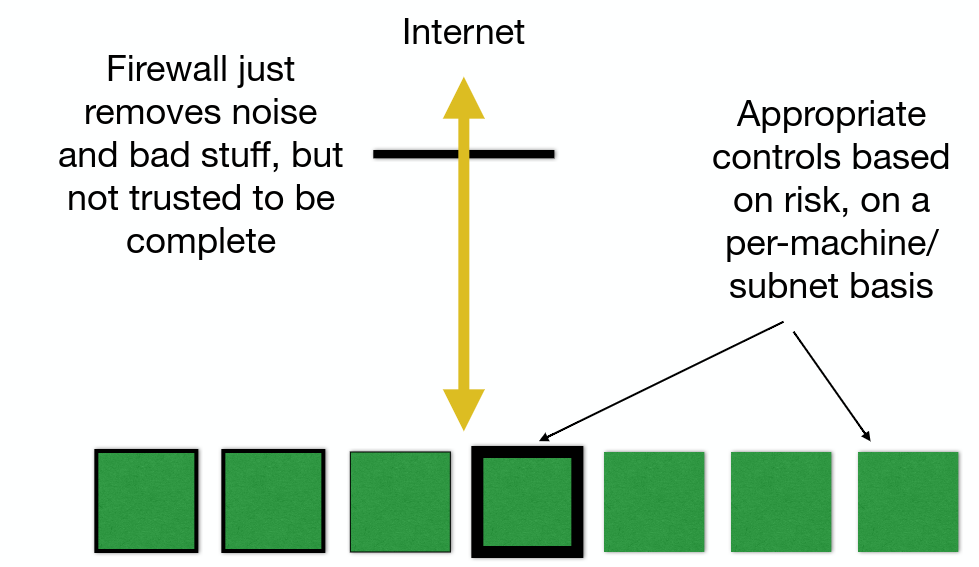 Internet
Firewall just
removes noise
and bad stuff, but
not trusted to be
complete
Appropriate
controls based
on risk, on a
per-machine/
subnet basis